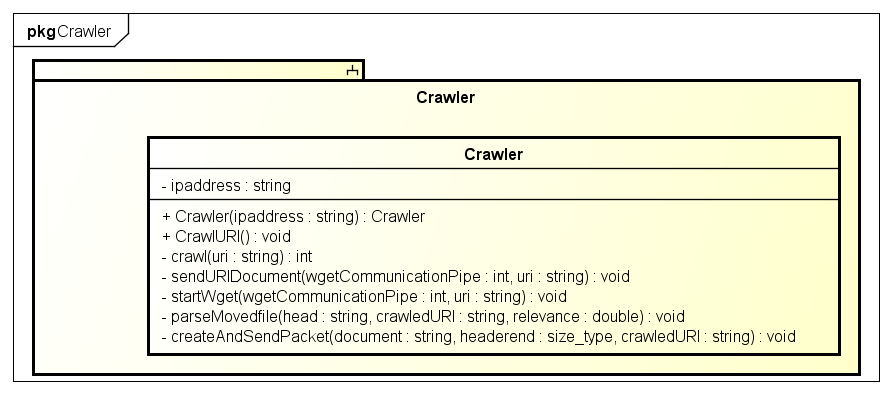 pkg Crawler
Crawler
Crawler
- ipaddress : string
+ Crawler(ipaddress : string) : Crawler
+ CrawlURI() : void
- crawl(uri : string) : int
- sendURIDocument(wgetCommunicationPipe : int, uri : string) : void
- startWget(wgetCommunicationPipe : int, uri : string) : void
- parseMovedfile(head : string, crawledURI : string, relevance : double) : void
- createAndSendPacket(document : string, headerend : size_type, crawledURI : string) : void